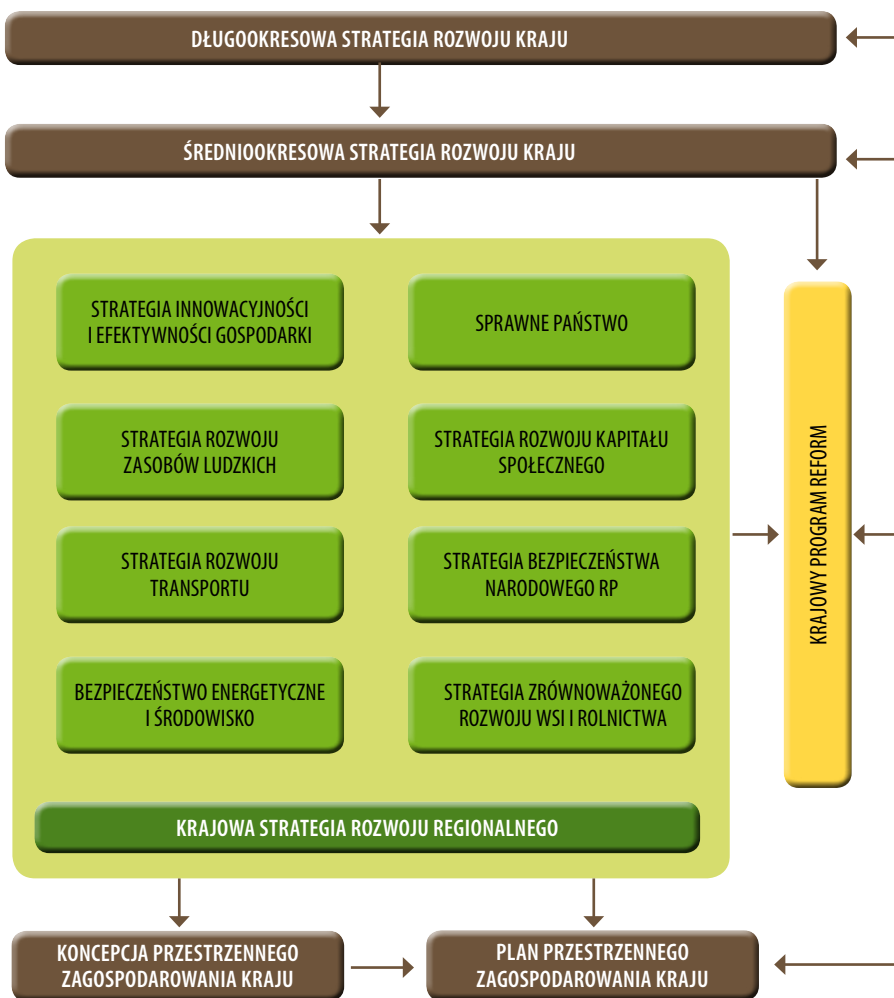 DŁUGOOKRESOWA STRATEGIA ROZWOJU KRAJU
ŚREDNIOOKRESOWA STRATEGIA ROZWOJU KRAJU
STRATEGIA INNOWACYJNOŚCI
I EFEKTYWNOŚCI GOSPODARKI
SPRAWNE PAŃSTWO
STRATEGIA ROZWOJU
ZASOBÓW LUDZKICH
STRATEGIA ROZWOJU KAPITAŁU
SPOŁECZNEGO
STRATEGIA ROZWOJU
TRANSPORTU
STRATEGIA BEZPIECZEŃSTWA
NARODOWEGO RP
BEZPIECZEŃSTWO ENERGETYCZNE
I ŚRODOWISKO
STRATEGIA ZRÓWNOWAŻONEGO
ROZWOJU WSI I ROLNICTWA
KRAJOWA STRATEGIA ROZWOJU REGIONALNEGO
KRAJOWY PROGRAM REFORM
KONCEPCJA PRZESTRZENNEGO
ZAGOSPODAROWANIA KRAJU
PLAN PRZESTRZENNEGO
ZAGOSPODAROWANIA KRAJU